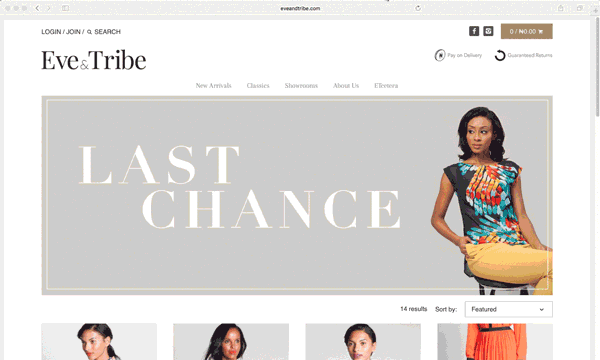 eveandtribe.com
LOGIN / JOIN / SEARCH
0 / ₦0.00
Eve&Tribe
Pay on Delivery
Guaranteed Returns
New Arrivals Classics Showrooms About Us ETcetera
LAST
CHANCE
14 results Sort by: Featured